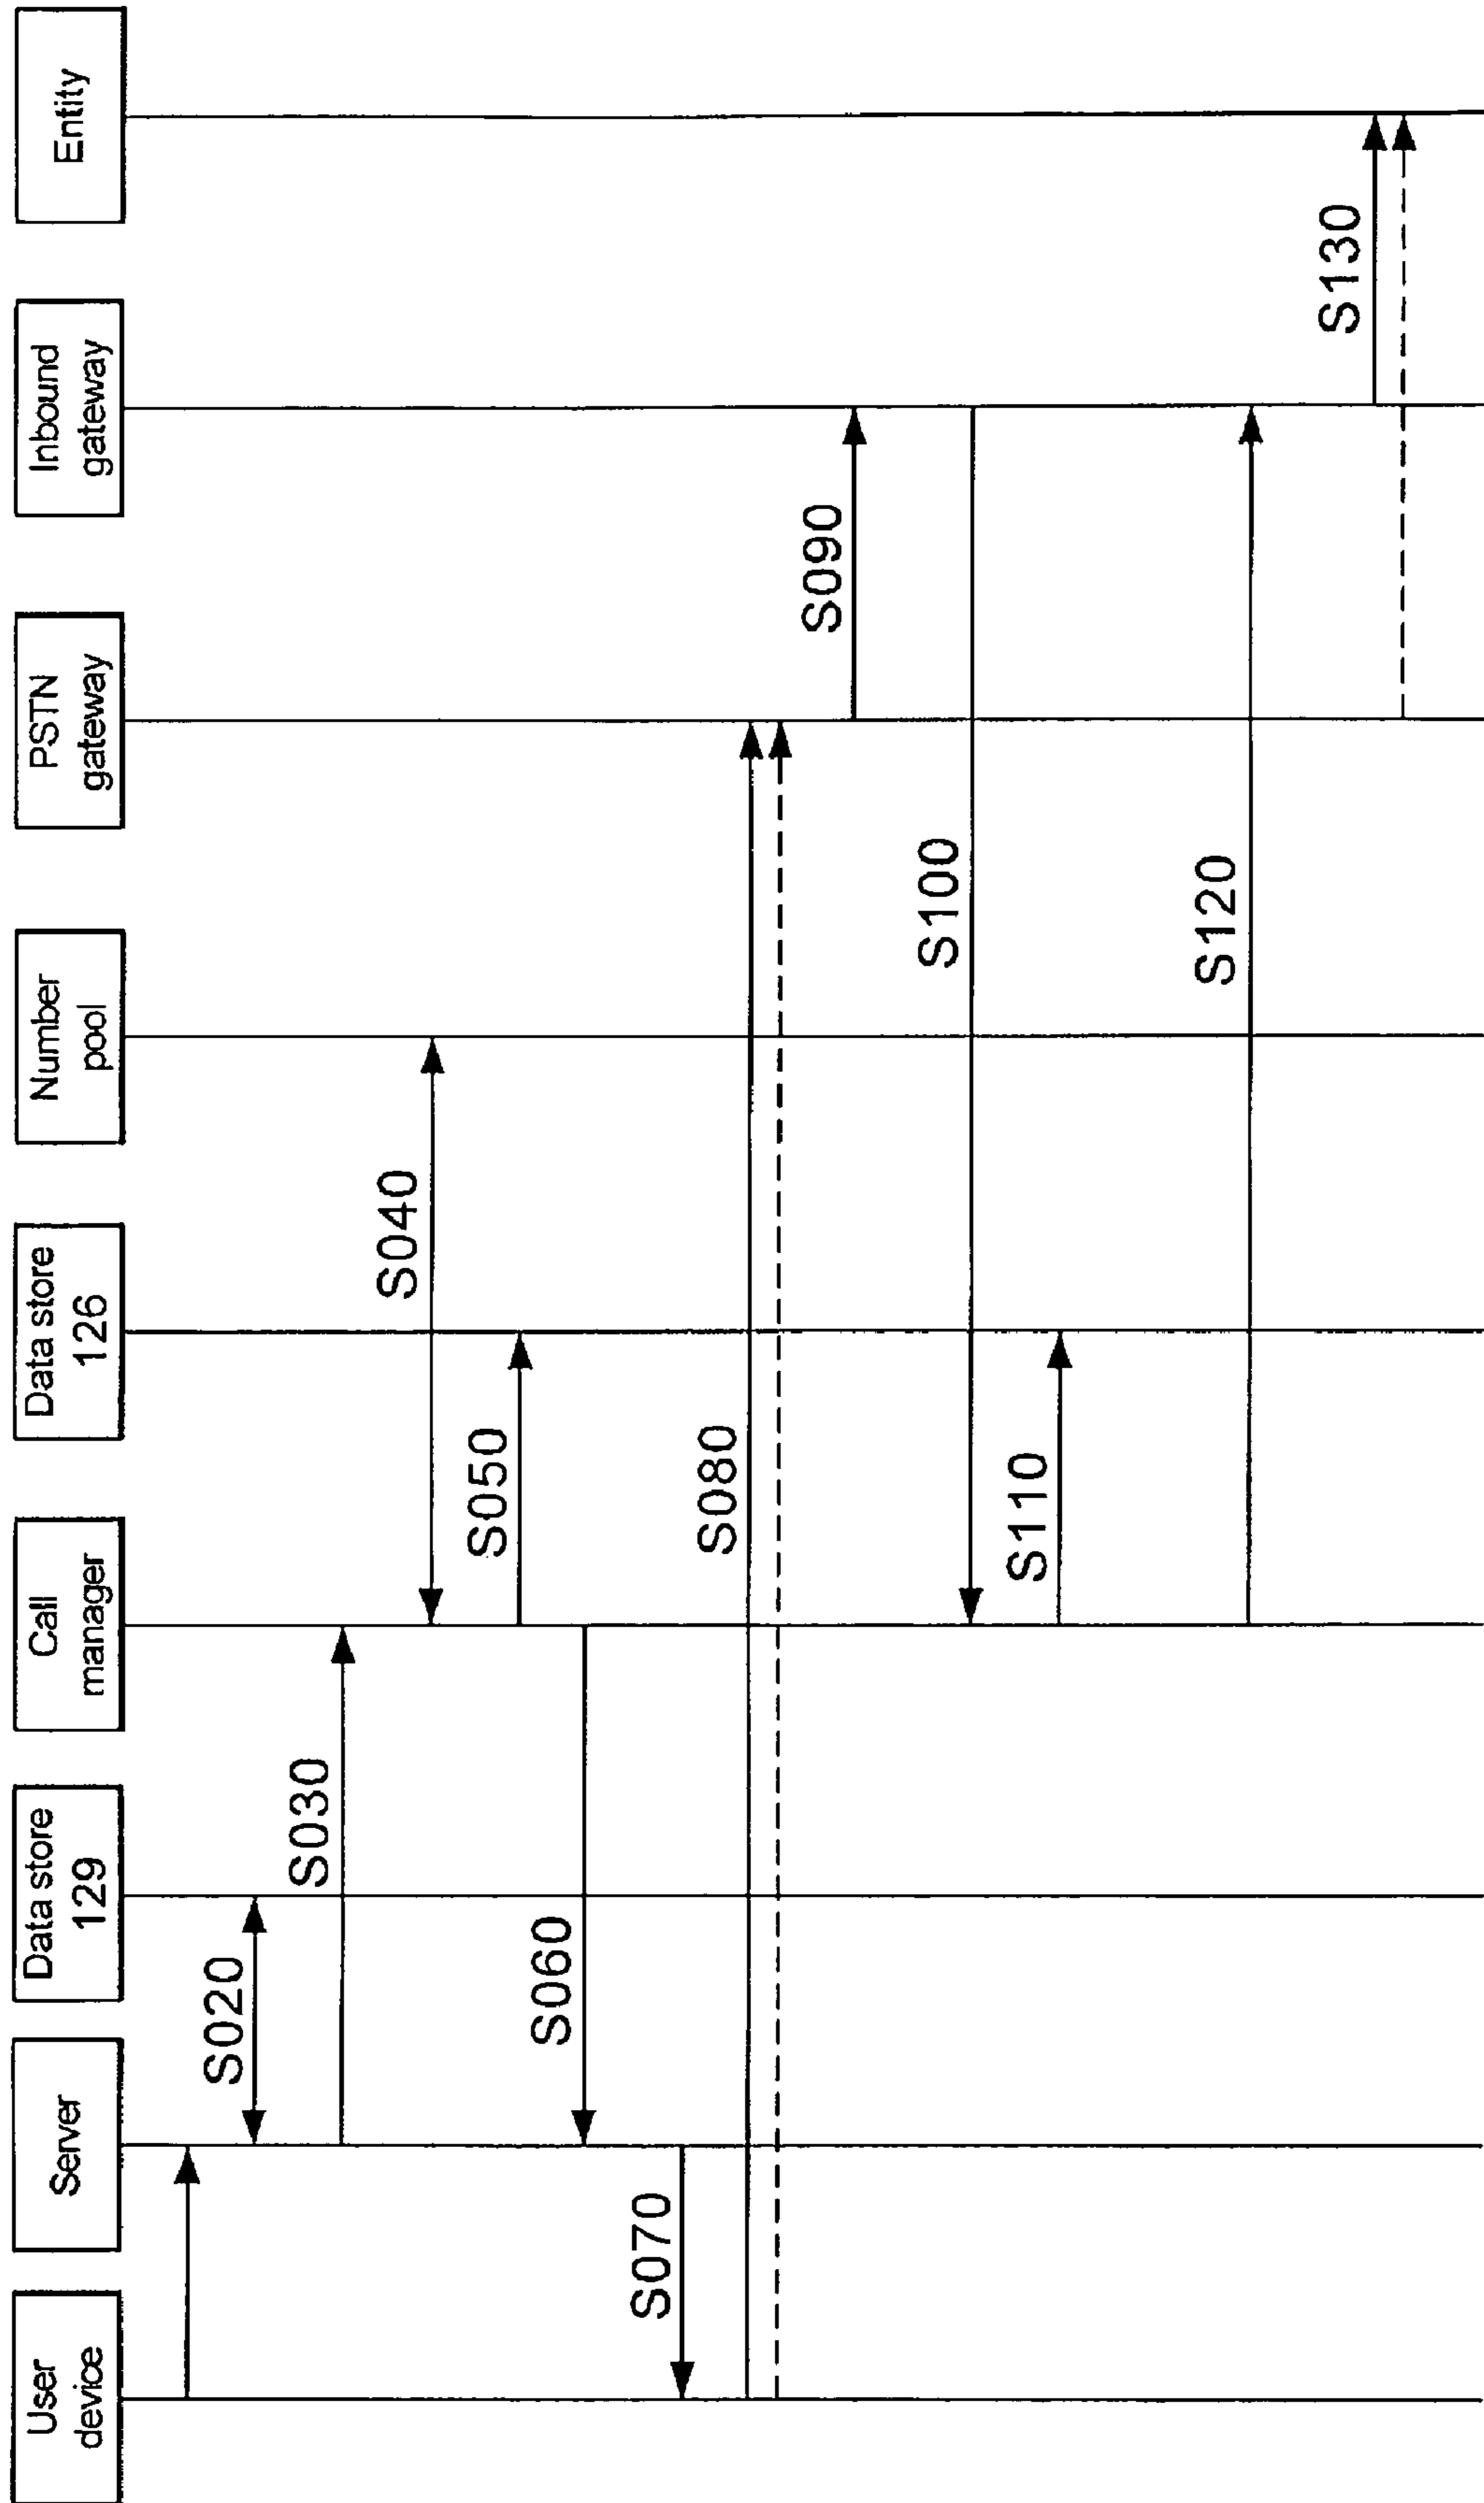 User
device
Server
Data store
129
Call
manager
Data store
126
Number
pool
PSTN
gateway
Inbound
gateway
Entity
S020
S030
S040
S050
S060
S070
S080
S090
S100
S110
S120
S130